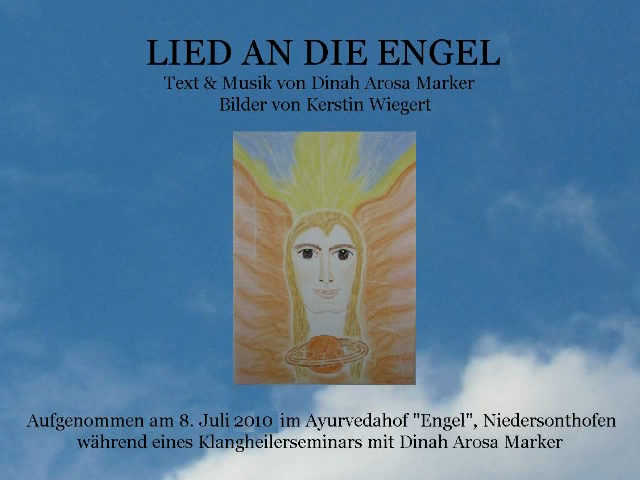 LIED AN DIE ENGEL
Text & Musik von Dinah Arosa Marker
Bilder von Kerstin Wiegert
Aufgenommen am 8. Juli 2010 im Ayurvedahof "Engel", Niedersonthofen
während eines Klangheilerseminars mit Dinah Arosa Marker